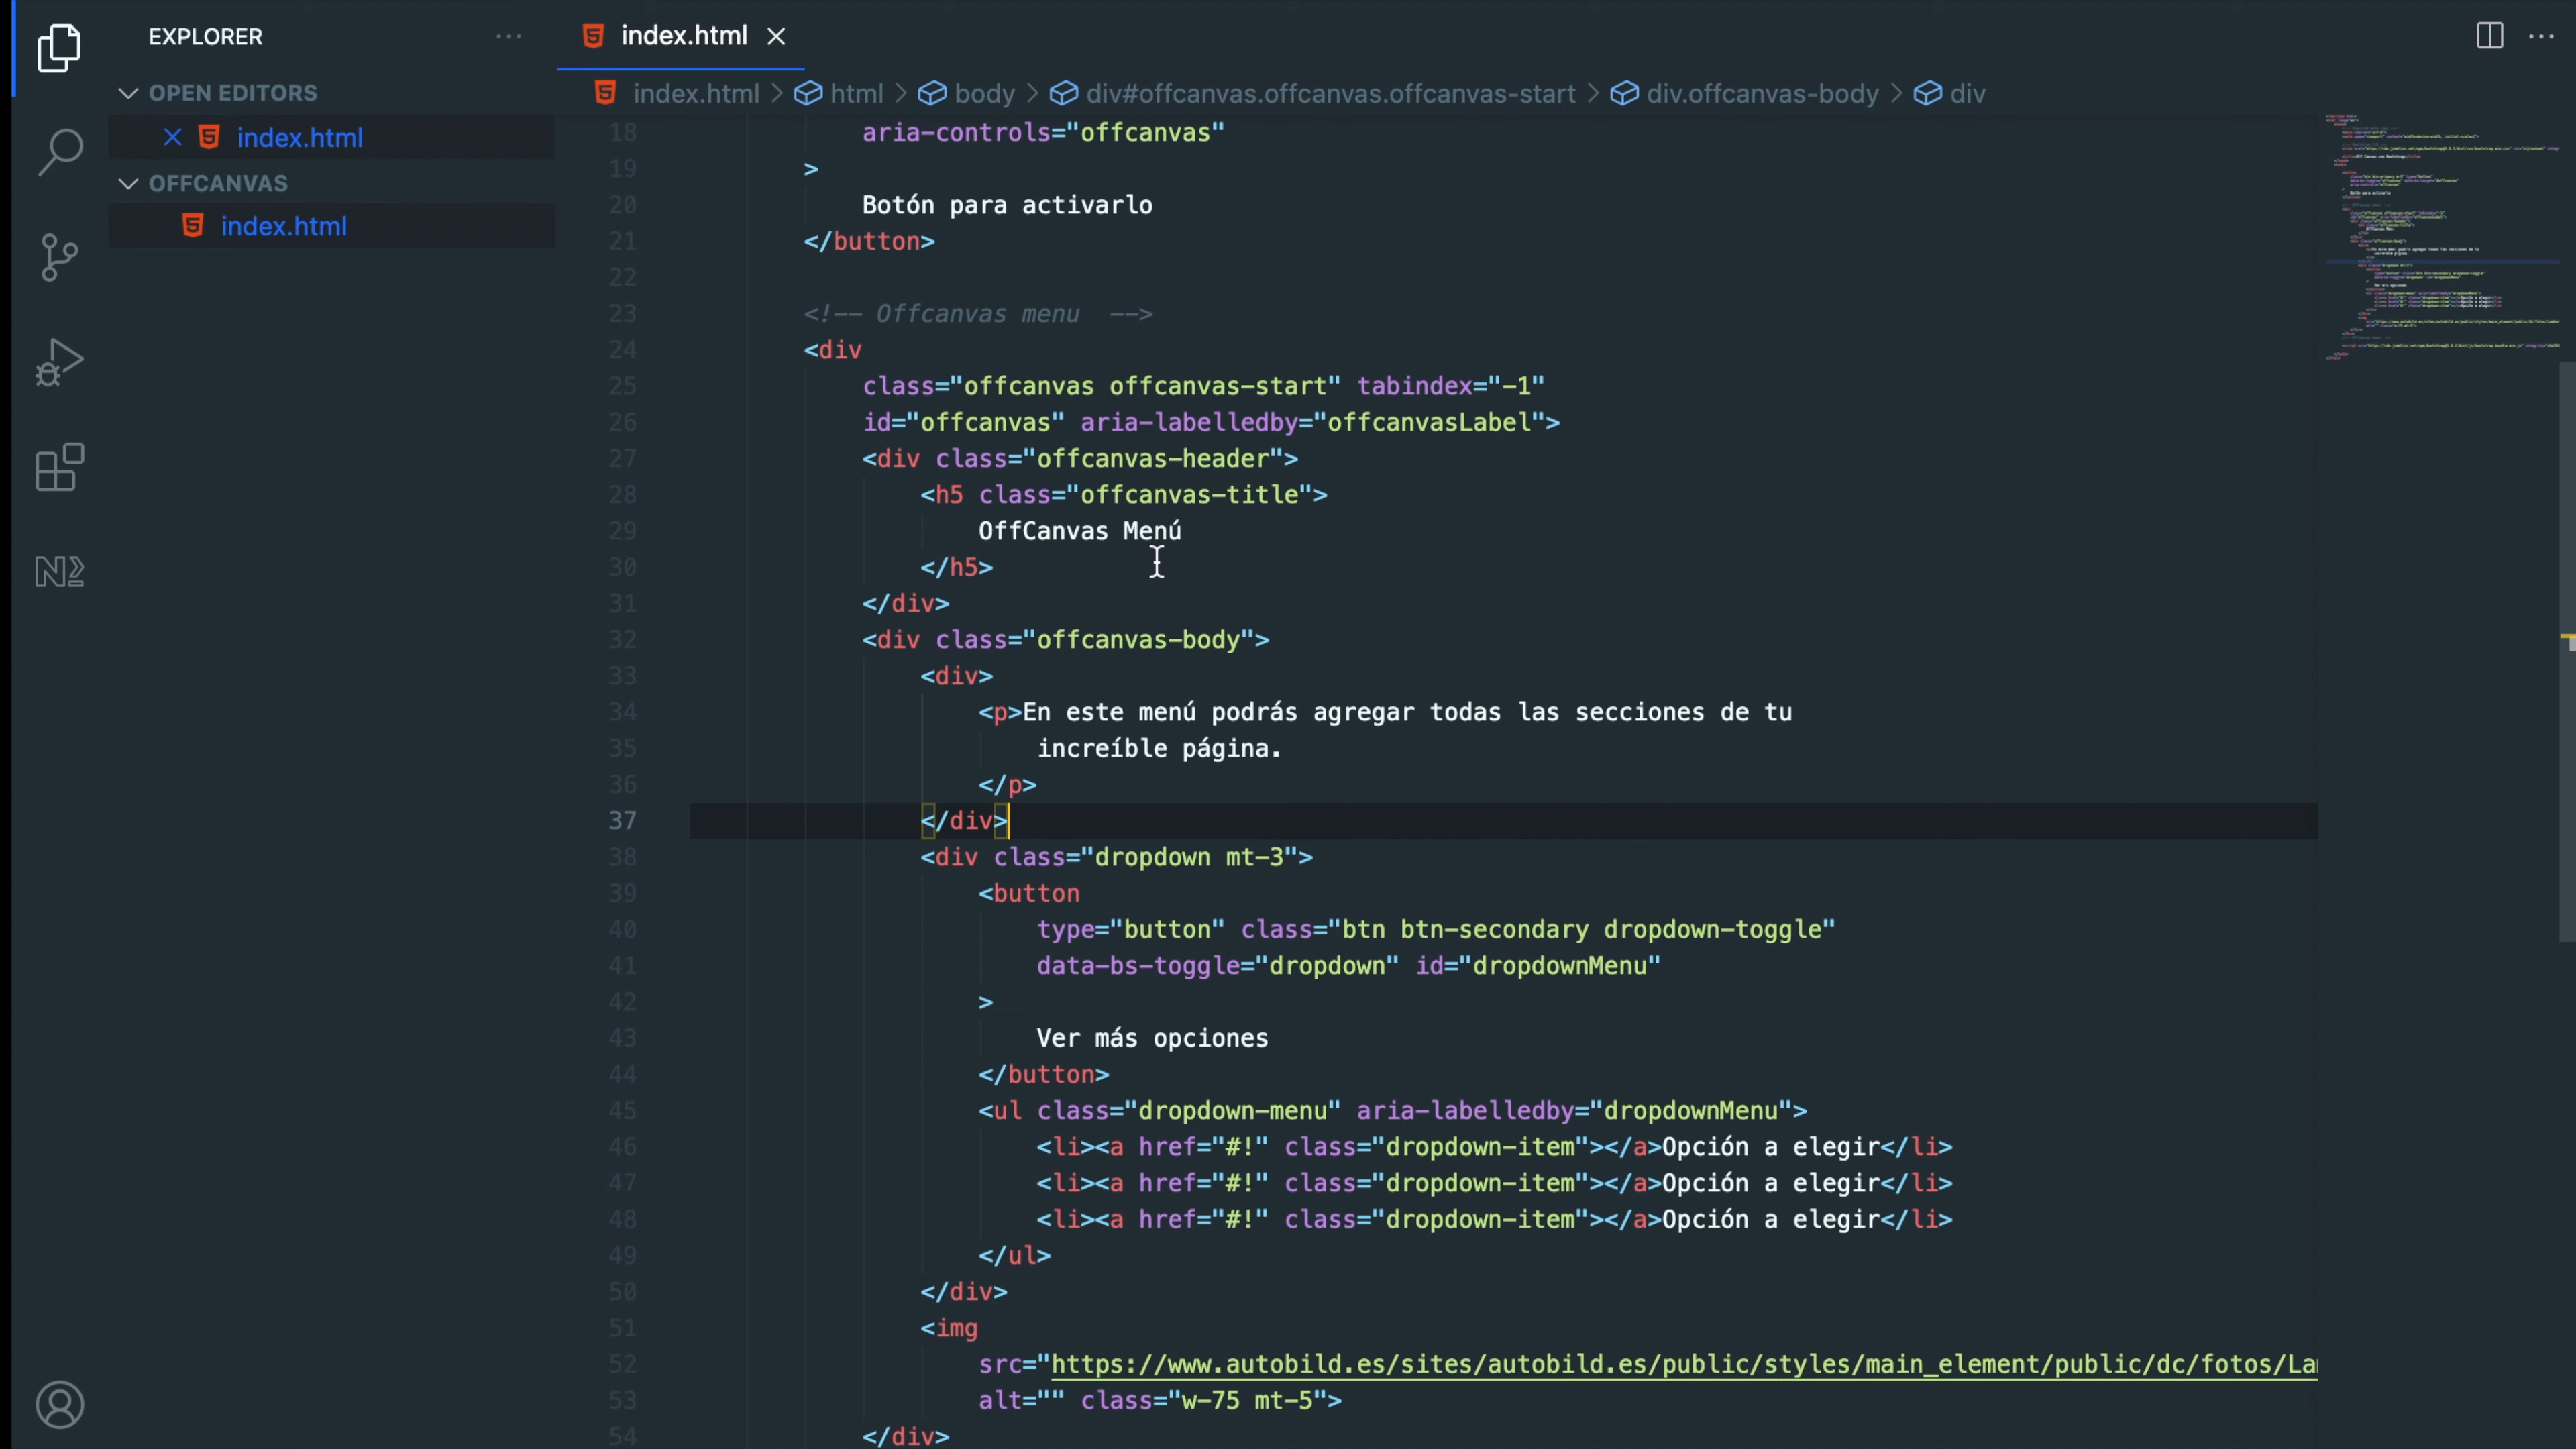 EXPLORER
OPEN EDITORS
index.html
OFFCANVAS
index.html
index.html
index.html > html > body > div#offcanvas.offcanvas.offcanvas-start > div.offcanvas-body > div
18 aria-controls="offcanvas"
19 >
20 Botón para activarlo
21 </button>
22
23 <!-- Offcanvas menu  -->
24 <div
25 class="offcanvas offcanvas-start" tabindex="-1"
26 id="offcanvas" aria-labelledby="offcanvasLabel">
27 <div class="offcanvas-header">
28 <h5 class="offcanvas-title">
29 OffCanvas Menú
30 </h5>
31 </div>
32 <div class="offcanvas-body">
33 <div>
34 <p>En este menú podrás agregar todas las secciones de tu
35 increíble página.
36 </p>
37 </div>
38 <div class="dropdown mt-3">
39 <button
40 type="button" class="btn btn-secondary dropdown-toggle"
41 data-bs-toggle="dropdown" id="dropdownMenu"
42 >
43 Ver más opciones
44 </button>
45 <ul class="dropdown-menu" aria-labelledby="dropdownMenu">
46 <li><a href="#!" class="dropdown-item"></a>Opción a elegir</li>
47 <li><a href="#!" class="dropdown-item"></a>Opción a elegir</li>
48 <li><a href="#!" class="dropdown-item"></a>Opción a elegir</li>
49 </ul>
50 </div>
51 <img
52 src="https://www.autobild.es/sites/autobild.es/public/styles/main_element/public/dc/fotos/La
53 alt="" class="w-75 mt-5">
54 </div>